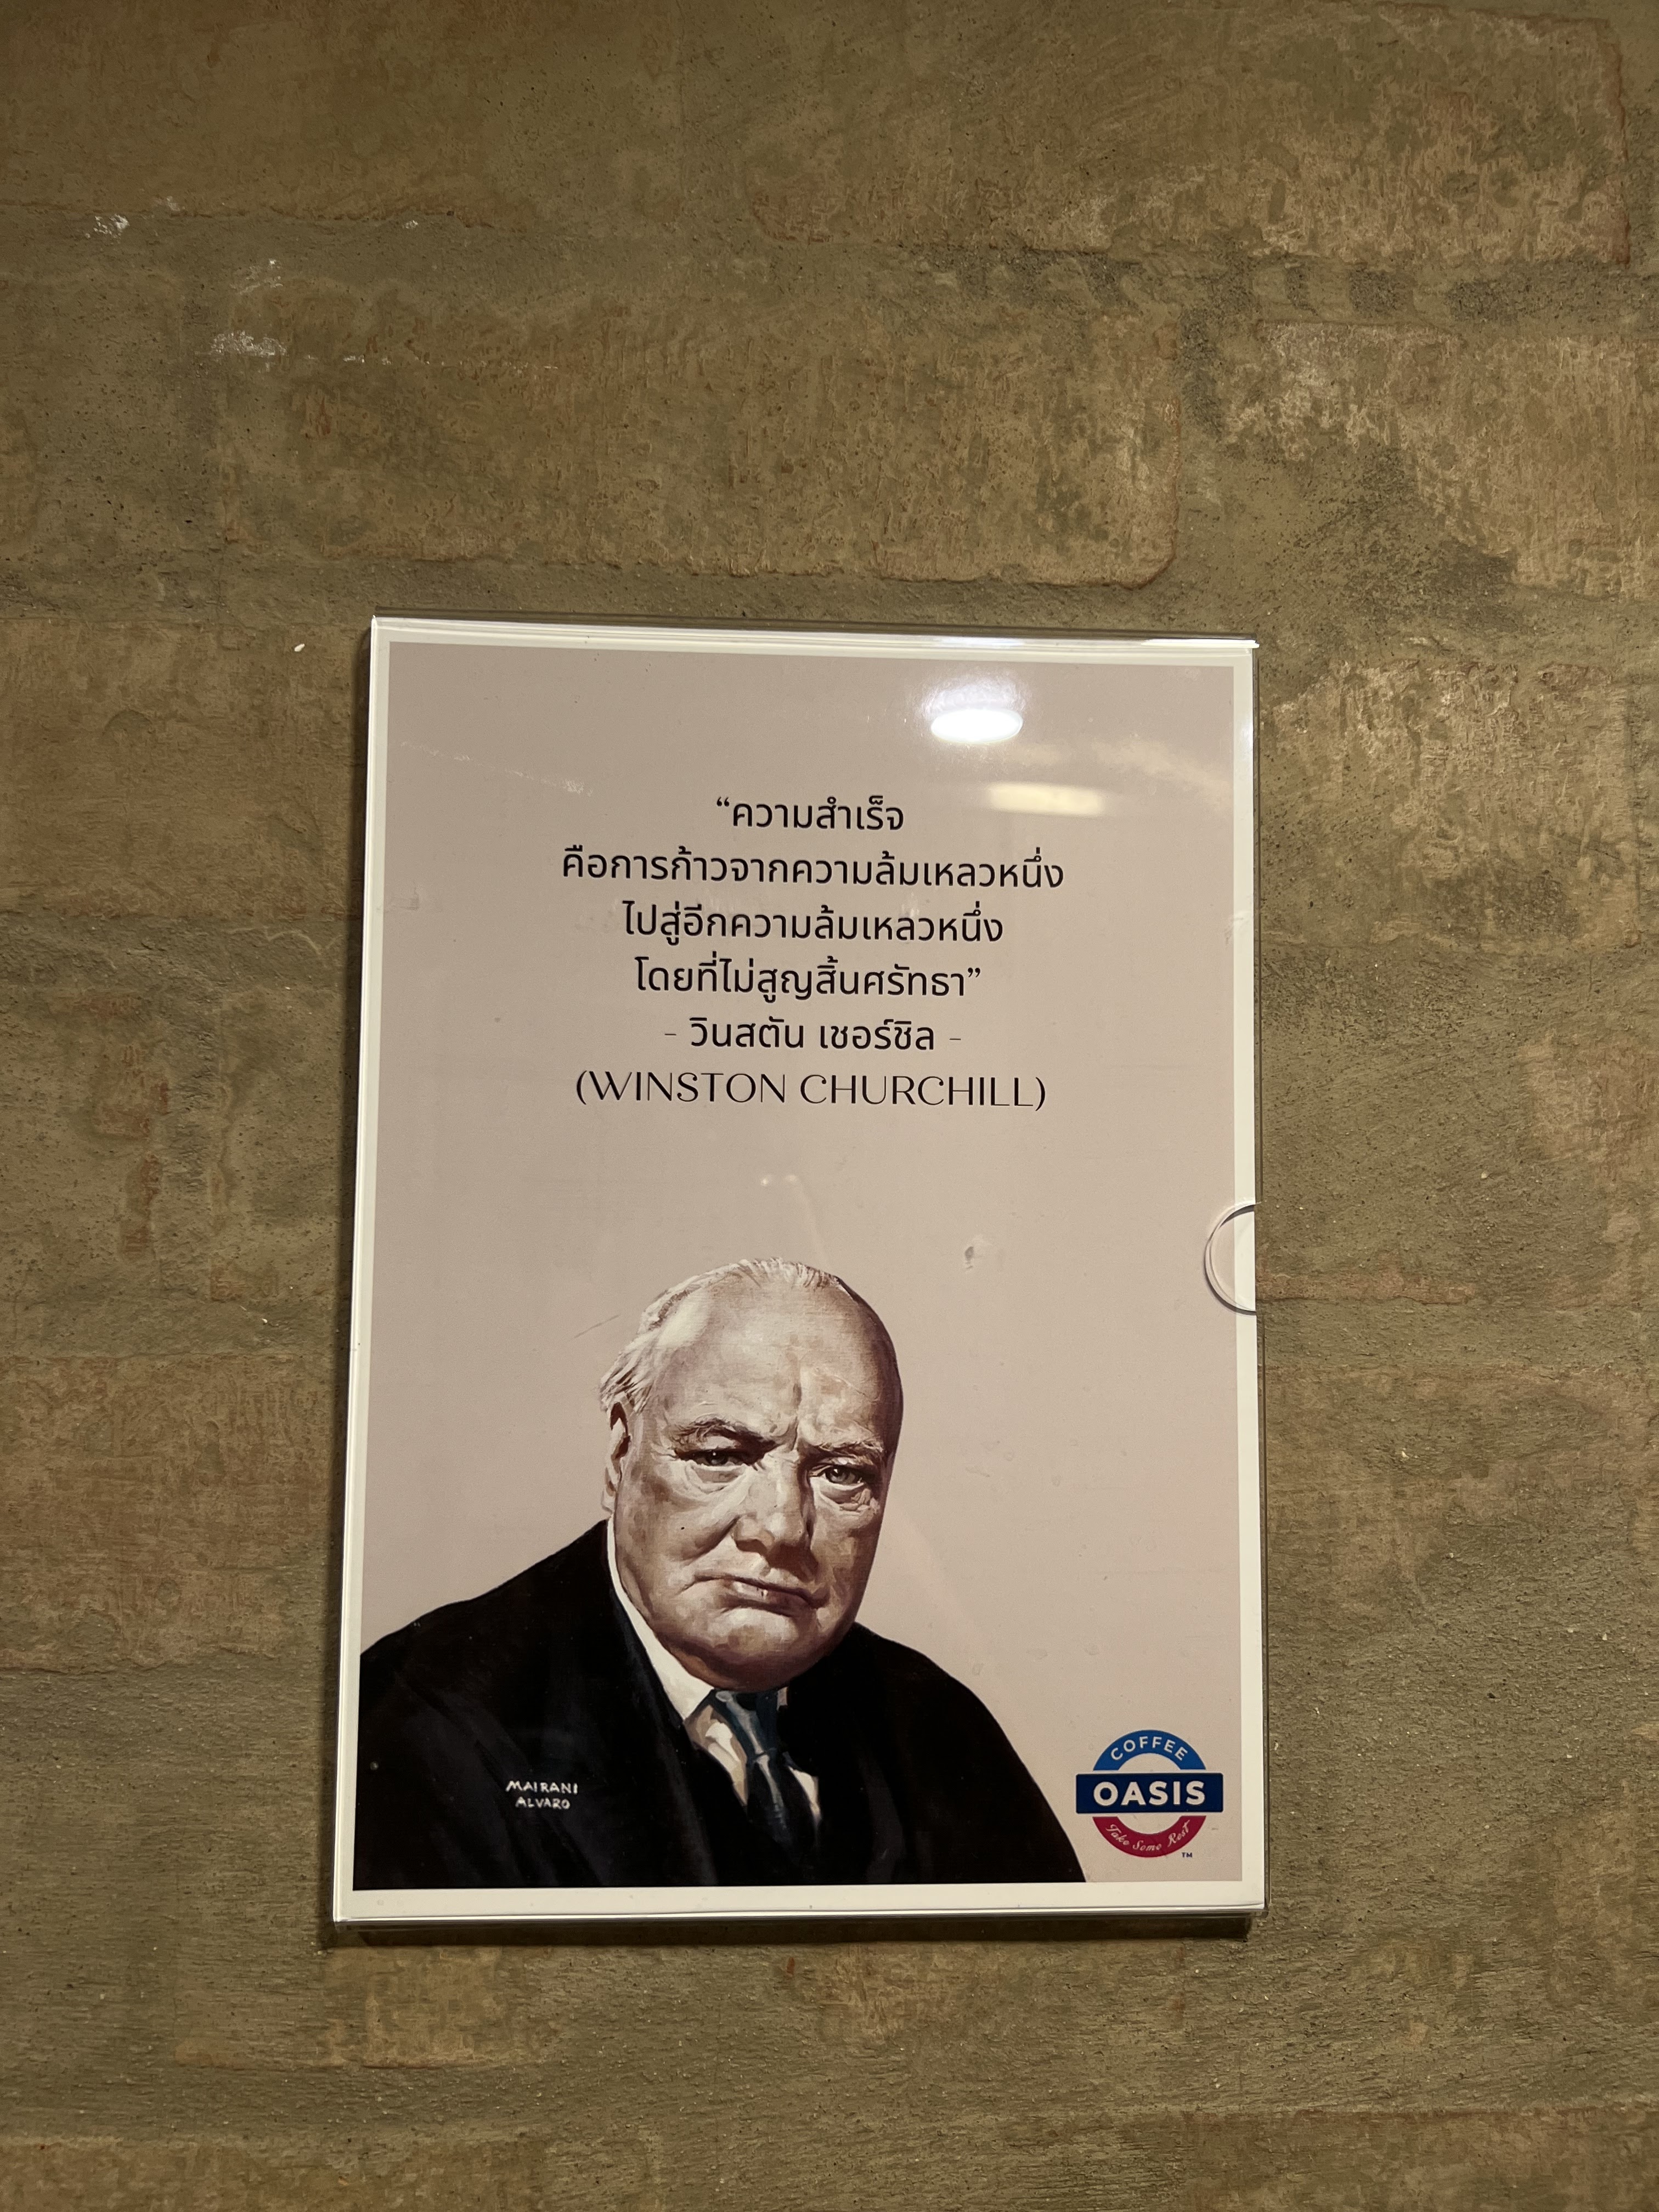 “ความสำเร็จ
คือการก้าวจากความล้มเหลวหนึ่ง
ไปสู่อีกความล้มเหลวหนึ่ง
โดยที่ไม่สูญสิ้นศรัทธา”
- วินสตัน เชอร์ชิล -
(WINSTON CHURCHILL)
MAIRANI
ALVARO
COFFEE
OASIS
Take Some Rest
TM